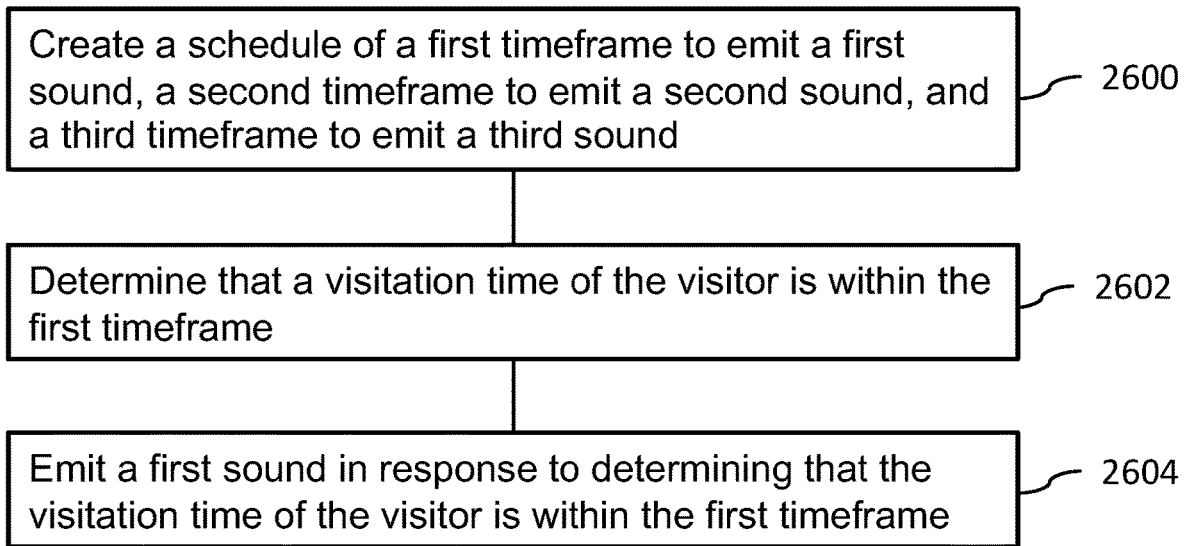 Create a schedule of a first timeframe to emit a first
sound, a second timeframe to emit a second sound, and
a third timeframe to emit a third sound
2600
Determine that a visitation time of the visitor is within the
first timeframe
2602
Emit a first sound in response to determining that the
visitation time of the visitor is within the first timeframe
2604